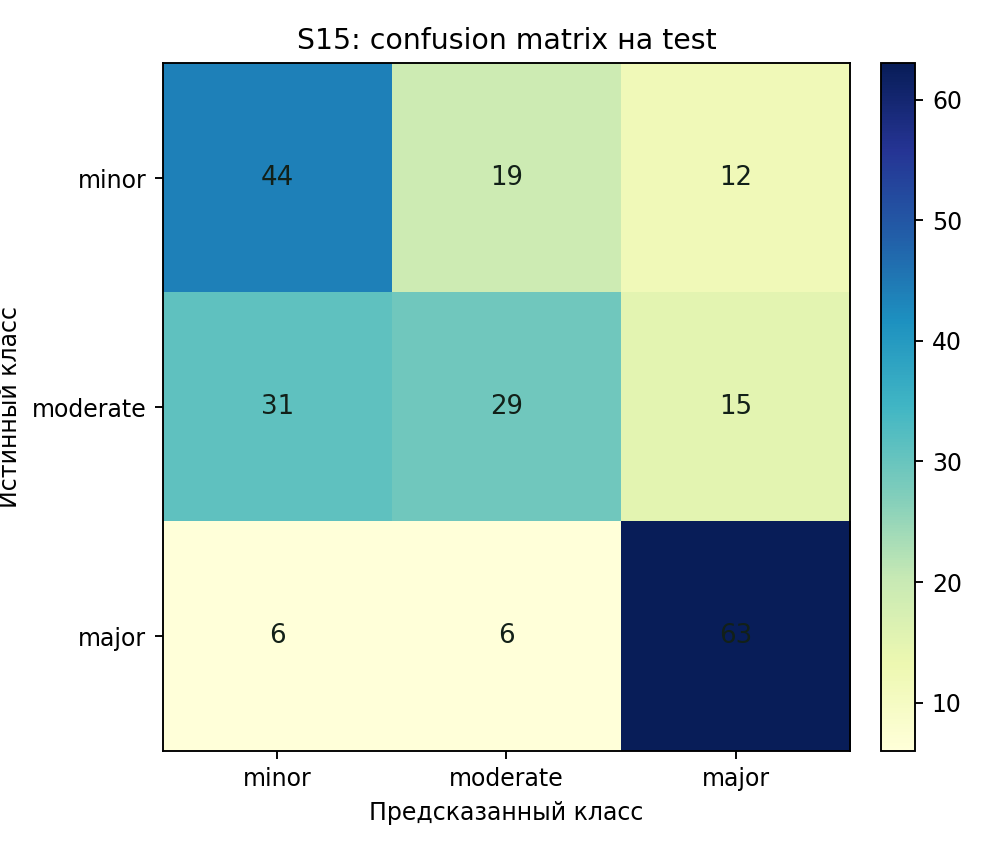 S15: confusion matrix на test
60
minor
44
19
12
50
40
Истинный класс
moderate
31
29
15
30
20
major
6
6
63
10
minor
moderate
major
Предсказанный класс